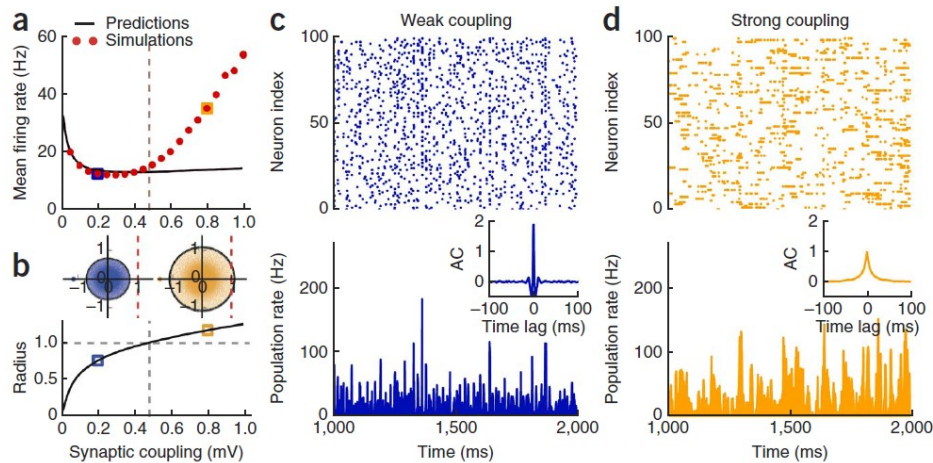 a
Predictions
Simulations
Mean firing rate (Hz)
60
40
20
0
0 0.2 0.4 0.6 0.8 1.0
b
1 0 −1 −1 0 1
1 0 −1 −1 0 1
Radius
1.0
0.5
0
0 0.2 0.4 0.6 0.8 1.0
Synaptic coupling (mV)
c
Weak coupling
Neuron index
100
50
0
AC
2
1
0
−100 0 100
Time lag (ms)
Population rate (Hz)
200
100
0
1,000 1,500 2,000
Time (ms)
d
Strong coupling
Neuron index
100
50
0
AC
2
1
0
−100 0 100
Time lag (ms)
Population rate (Hz)
200
100
0
1,000 1,500 2,000
Time (ms)